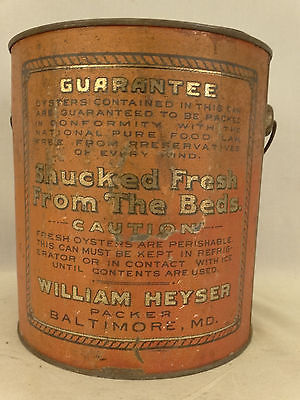 GUARANTEE
OYSTERS CONTAINED IN THIS CAN
ARE GUARANTEED TO BE PACKED
IN CONFORMITY WITH THE
NATIONAL PURE FOOD LAW
FREE FROM PRESERVATIVES
OF EVERY KIND.
Shucked Fresh
From The Beds.
CAUTION
FRESH OYSTERS ARE PERISHABLE.
THIS CAN MUST BE KEPT IN REFRIG-
ERATOR OR IN CONTACT WITH ICE
UNTIL CONTENTS ARE USED.
WILLIAM HEYSER
PACKER
BALTIMORE, MD.